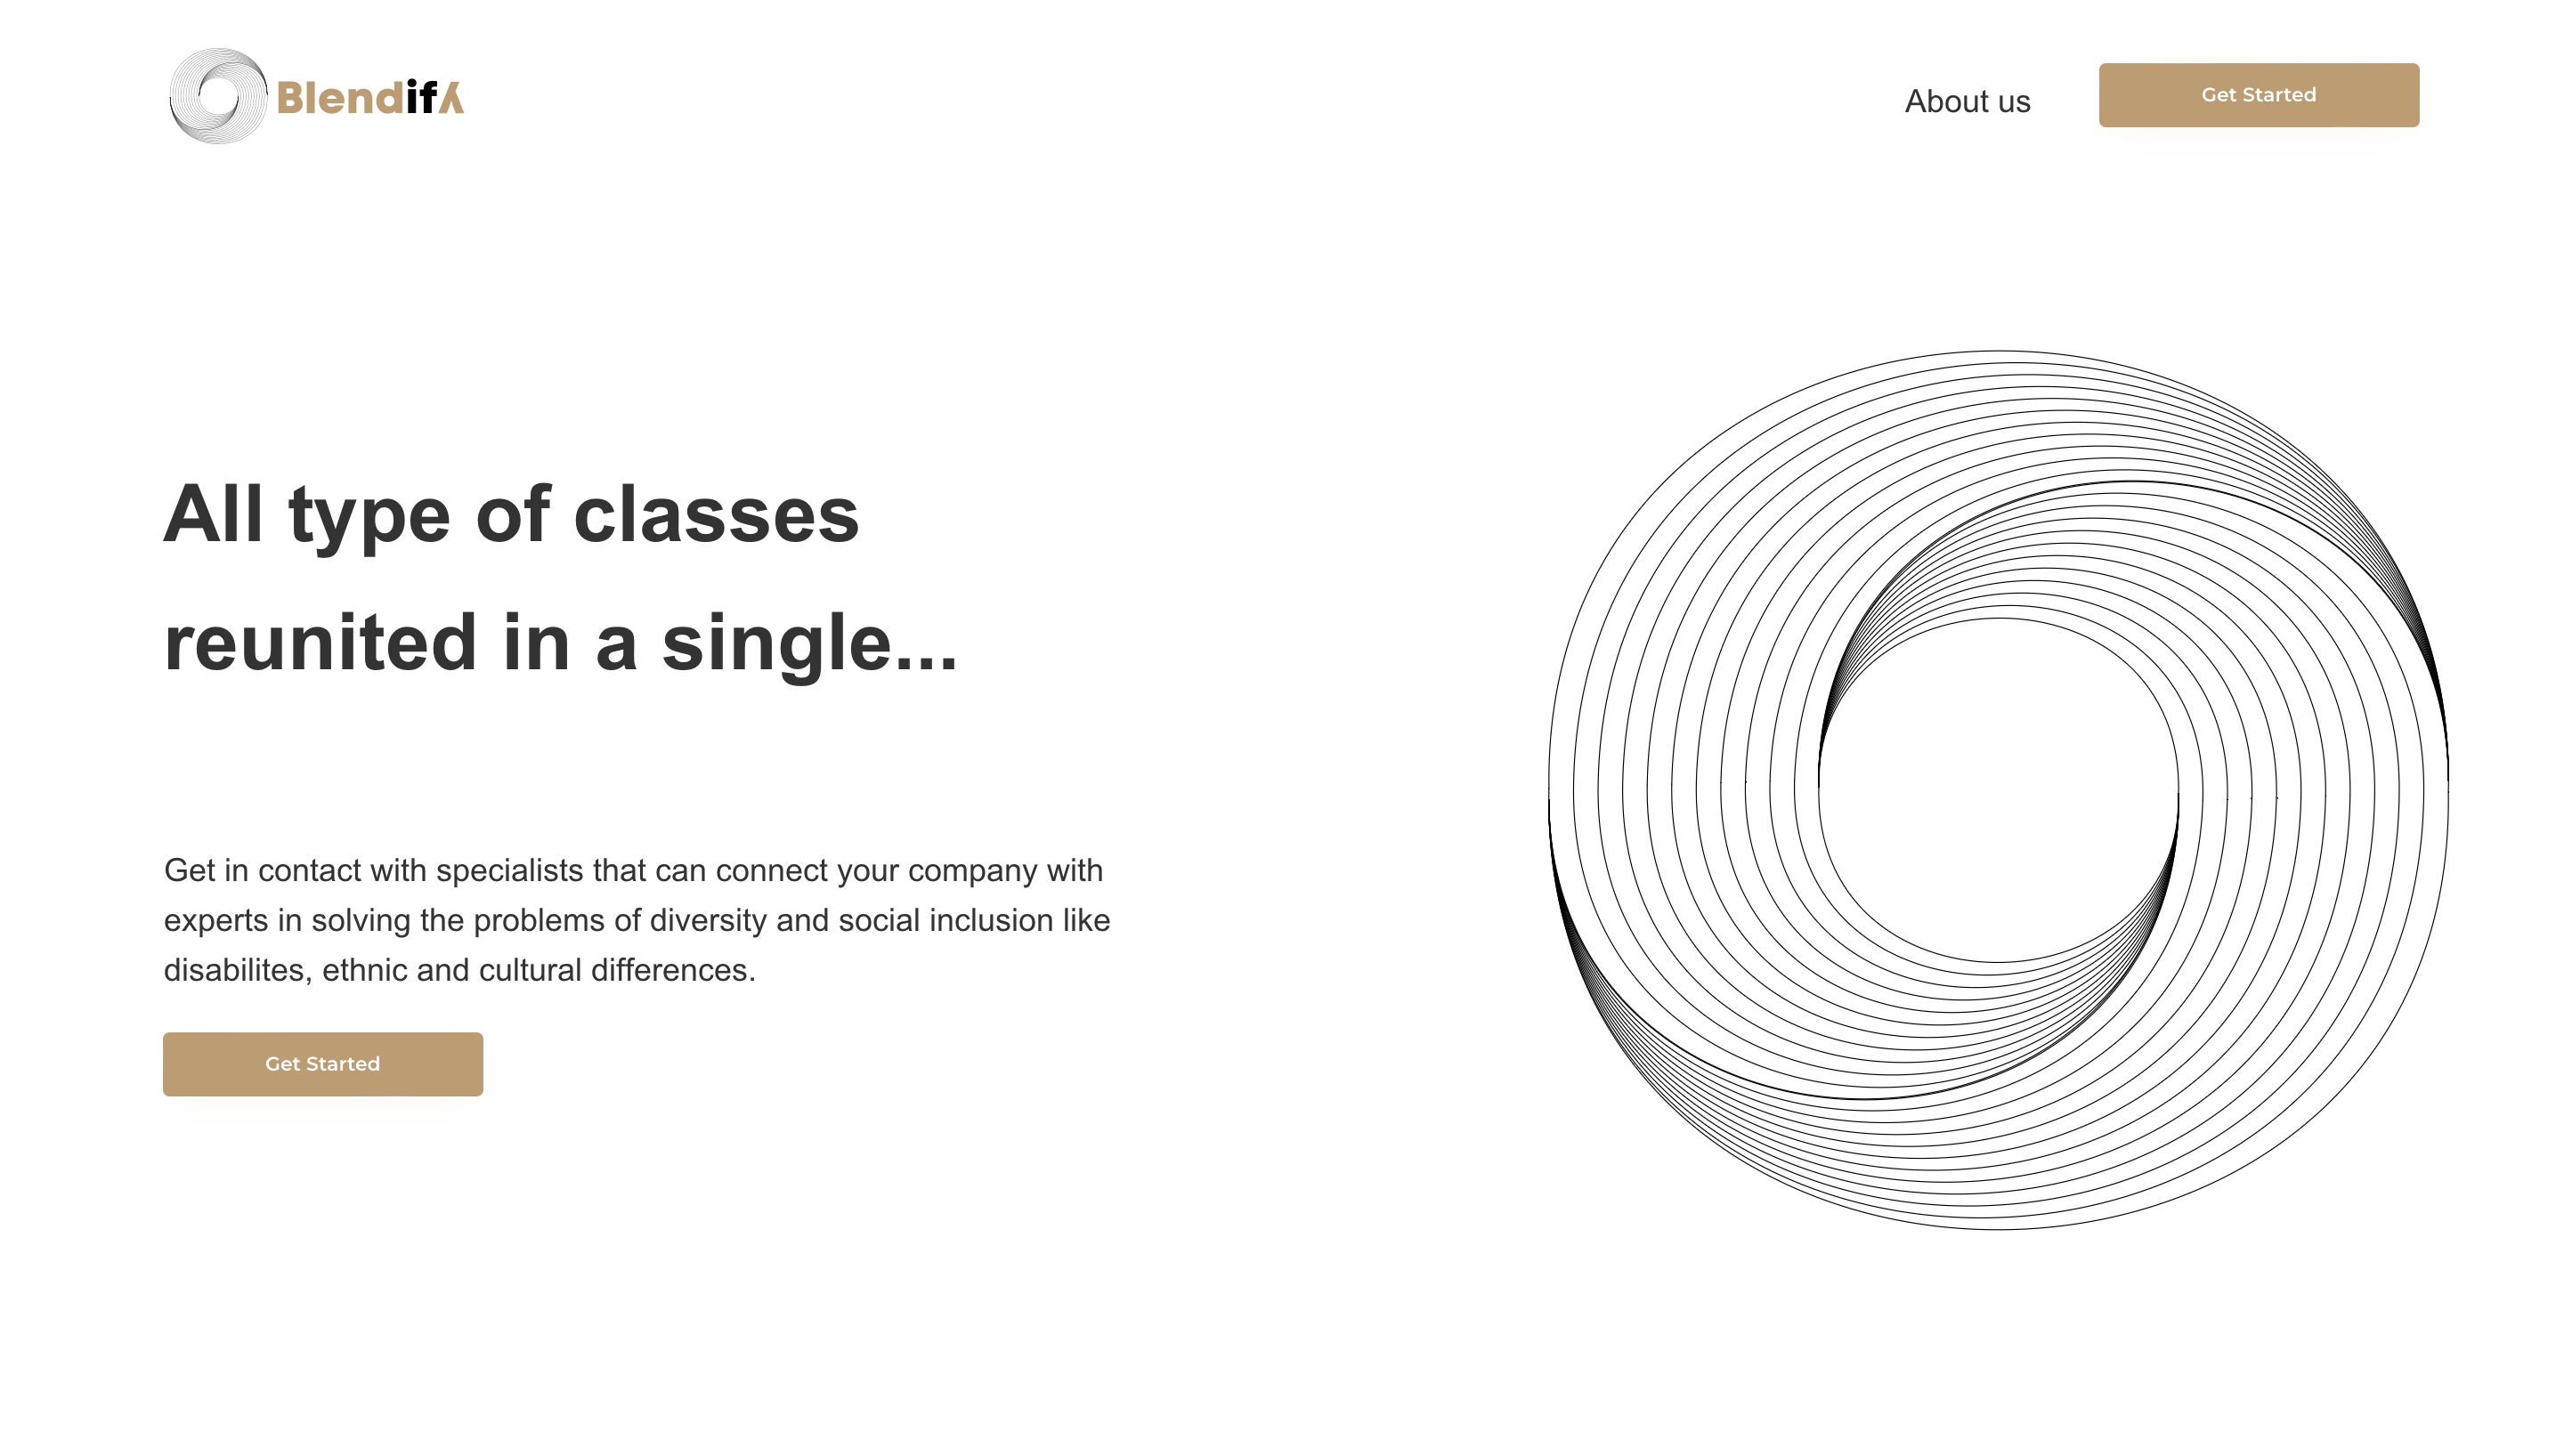 Blendify
About us
Get Started
All type of classes
reunited in a single...
Get in contact with specialists that can connect your company with
experts in solving the problems of diversity and social inclusion like
disabilites, ethnic and cultural differences.
Get Started